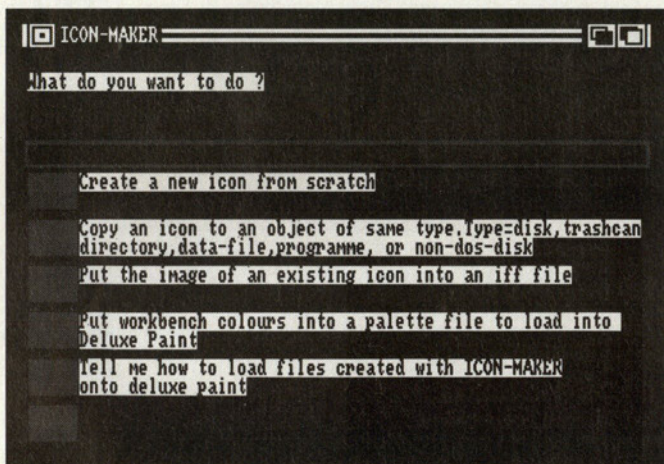 ICON-MAKER
What do you want to do ?
Create a new icon from scratch
Copy an icon to an object of same type.Type=disk,trashcan
directory,data-file,programme, or non-dos-disk
Put the image of an existing icon into an iff file
Put workbench colours into a palette file to load into
Deluxe Paint
Tell me how to load files created with ICON-MAKER
onto deluxe paint